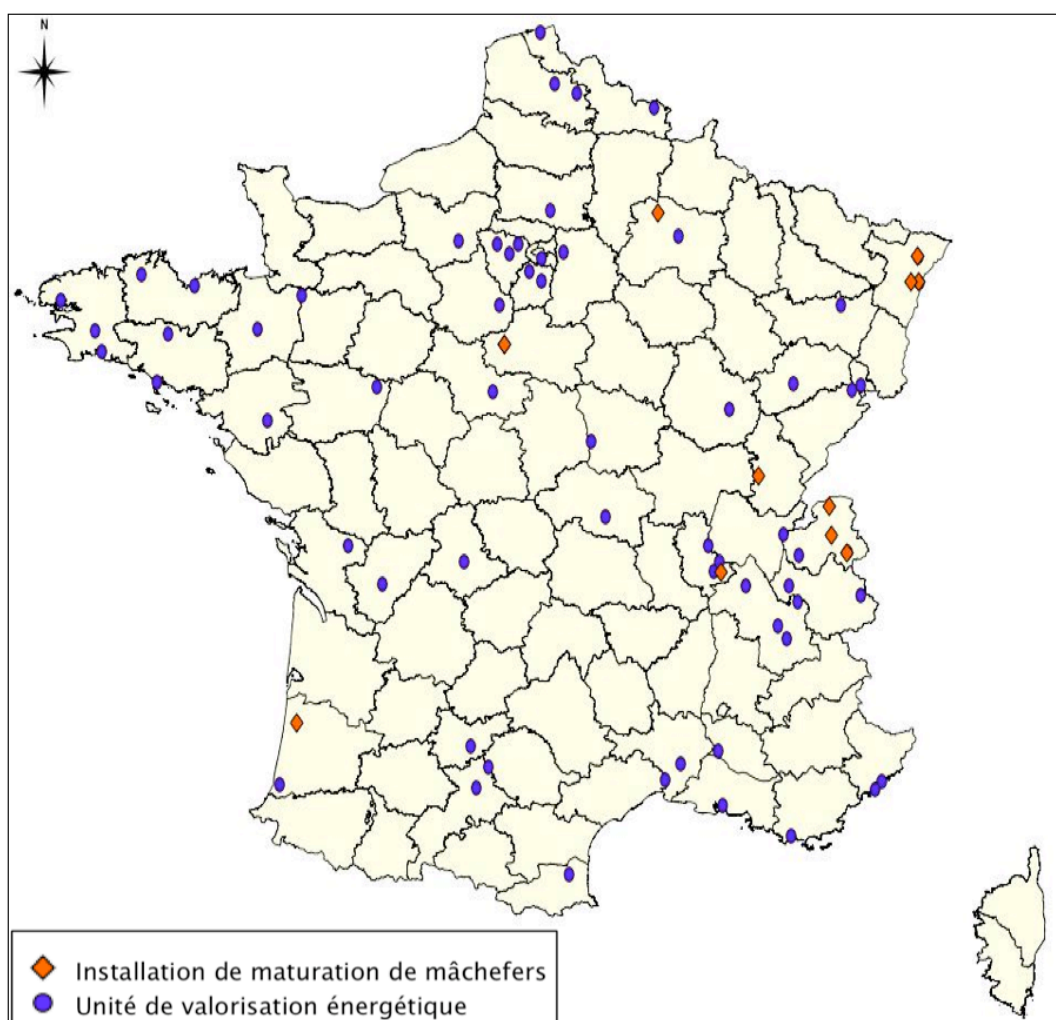 N
Installation de maturation de mâchefers
Unité de valorisation énergétique